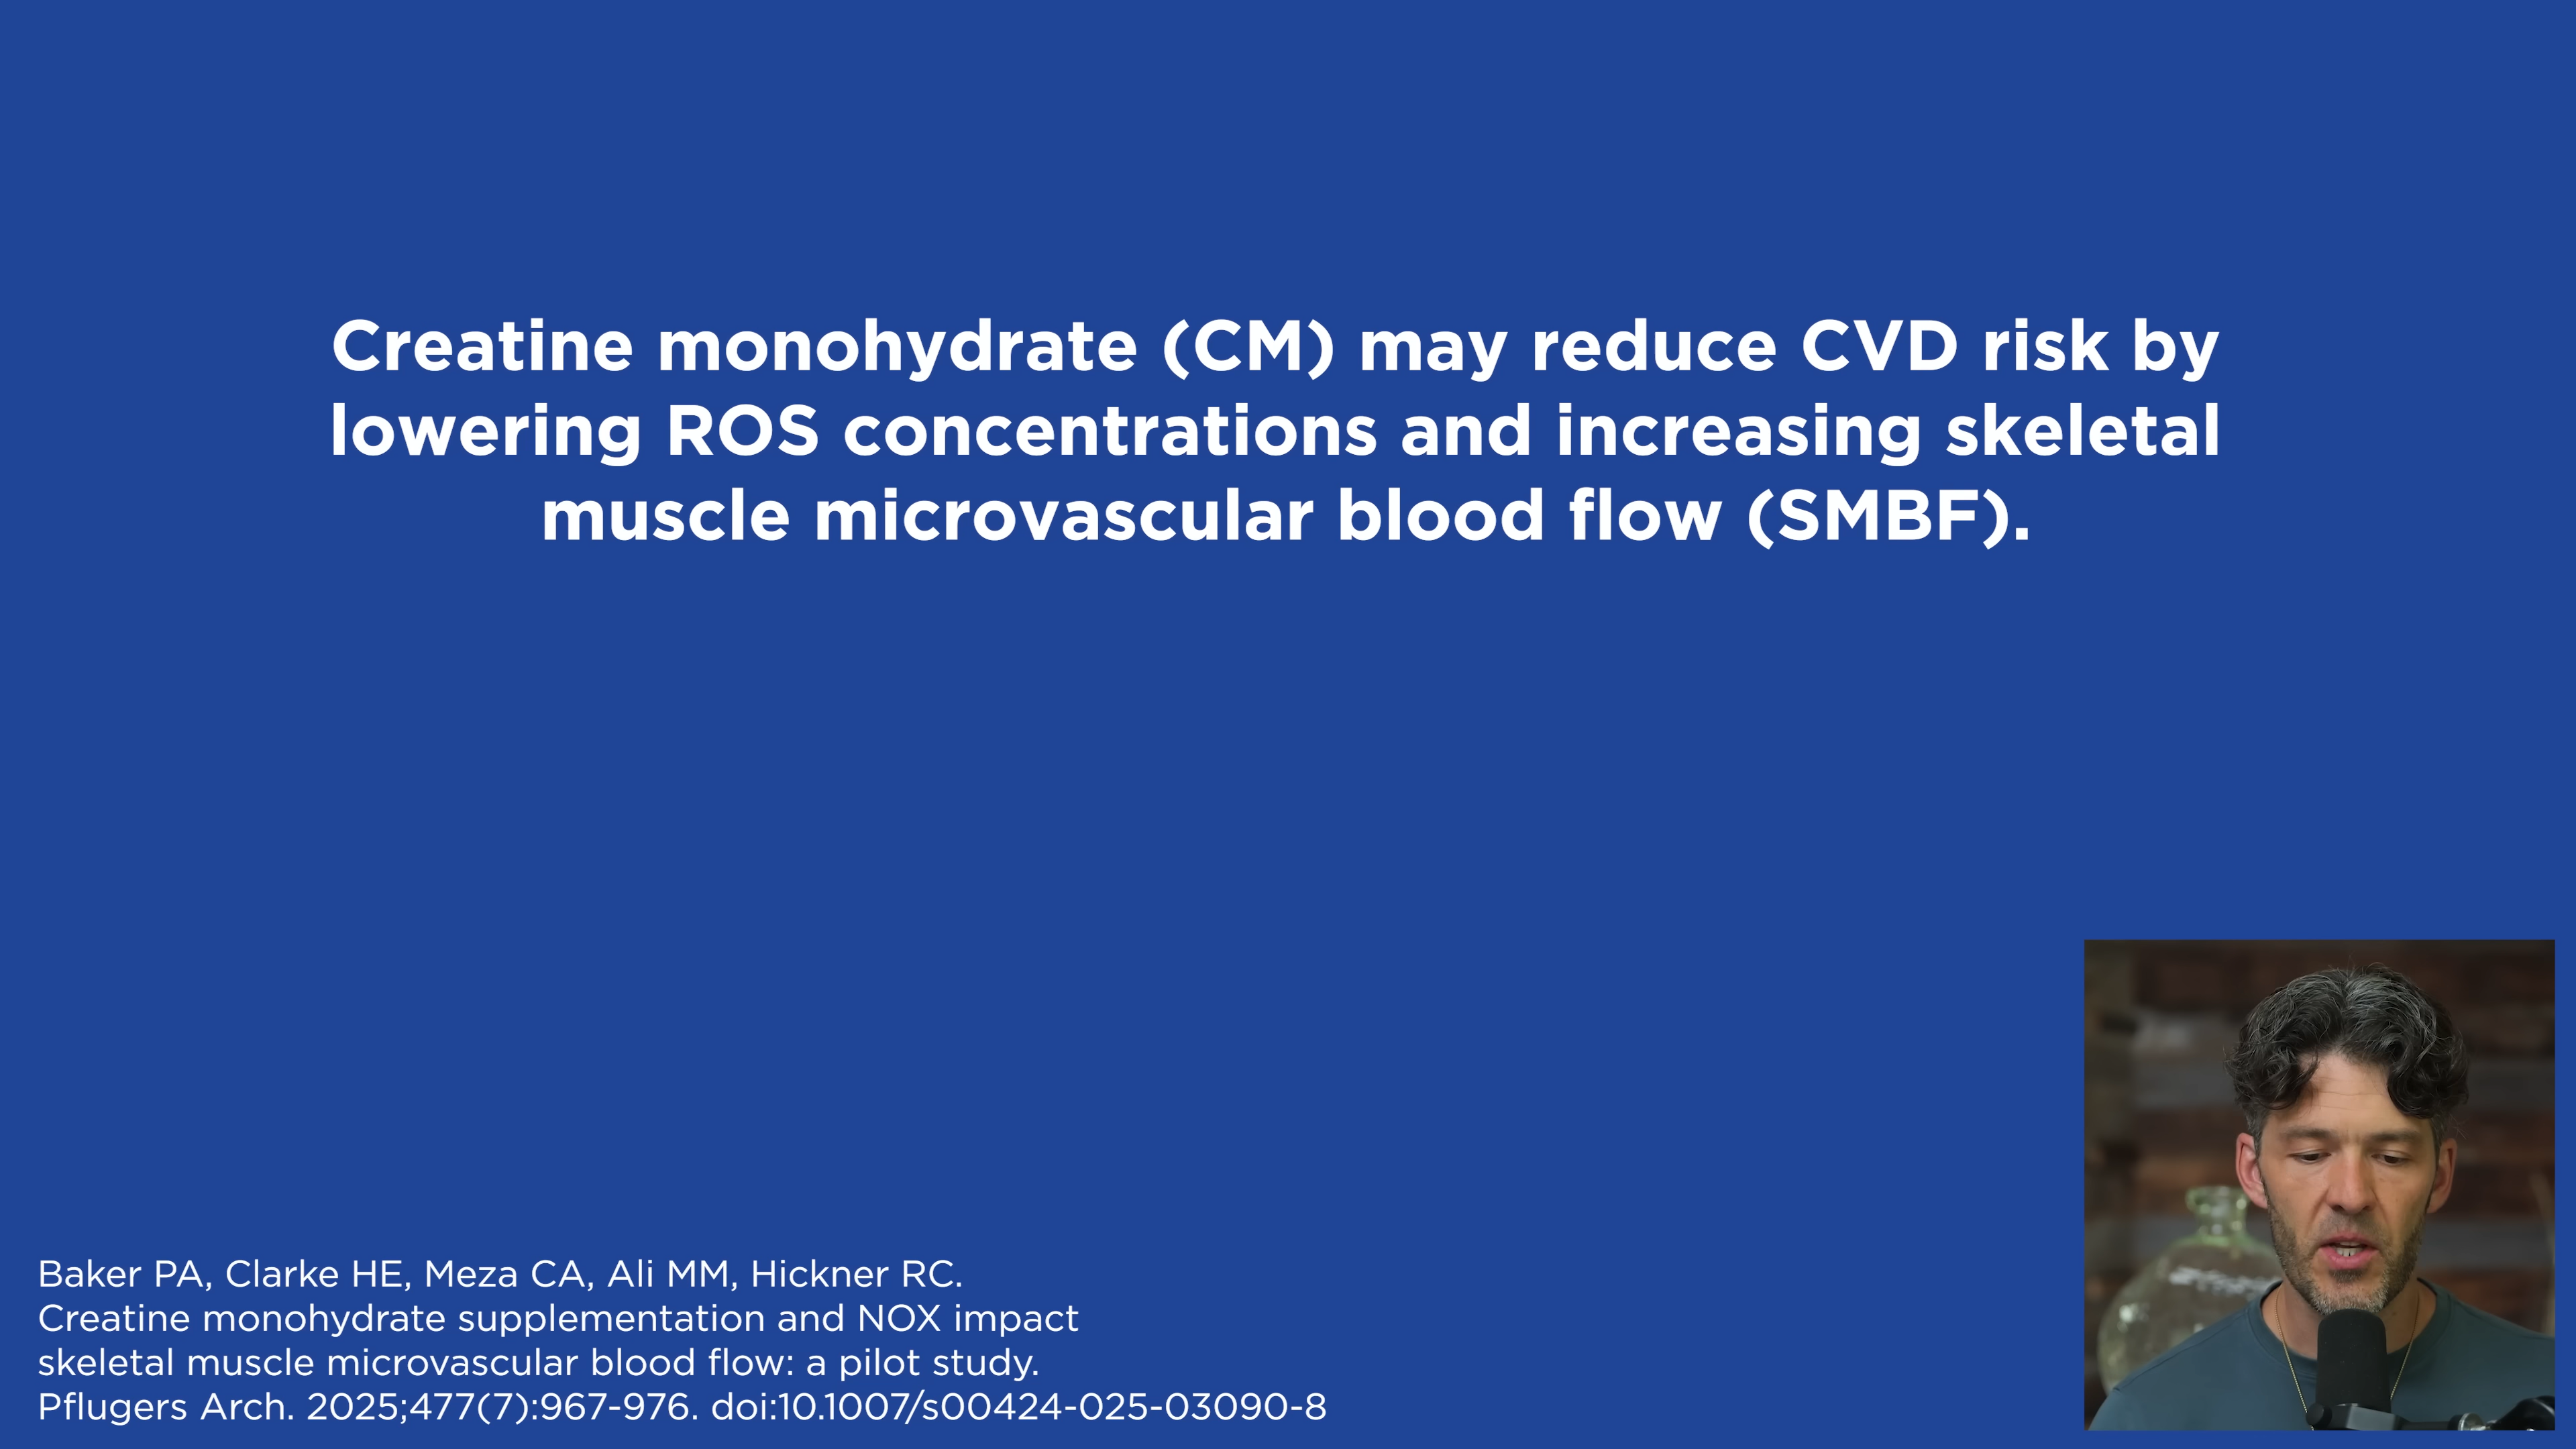 Creatine monohydrate (CM) may reduce CVD risk by
lowering ROS concentrations and increasing skeletal
muscle microvascular blood flow (SMBF).
Baker PA, Clarke HE, Meza CA, Ali MM, Hickner RC.
Creatine monohydrate supplementation and NOX impact
skeletal muscle microvascular blood flow: a pilot study.
Pflugers Arch. 2025;477(7):967-976. doi:10.1007/s00424-025-03090-8